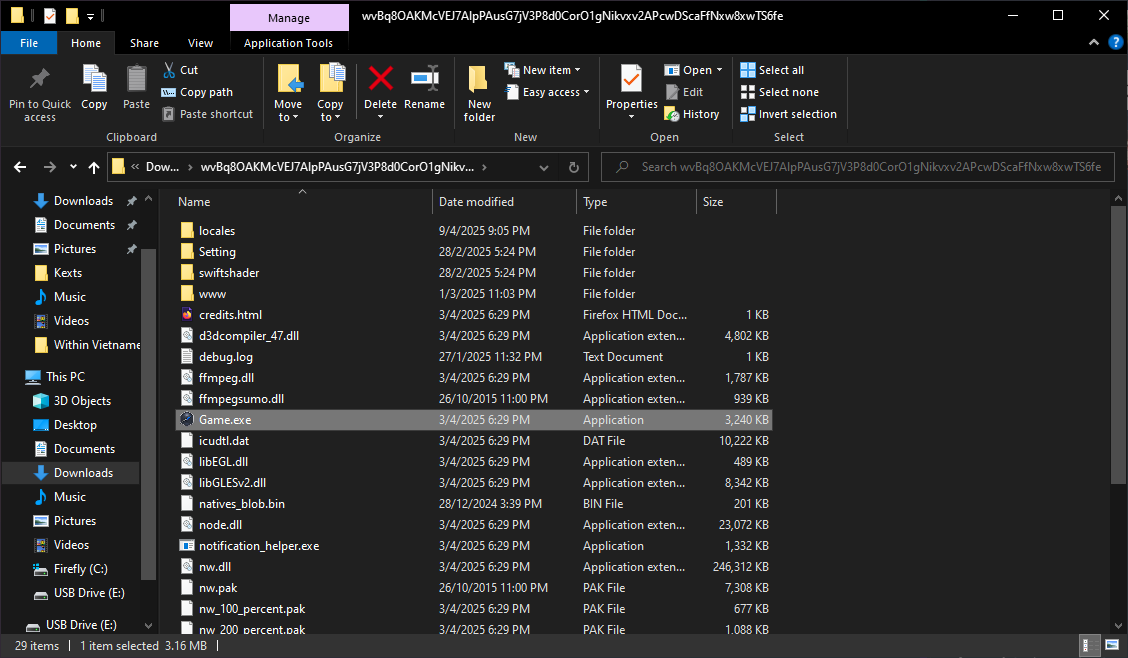 Manage
wvBq8OAKMcVEJ7AlpPAusG7jV3P8d0CorO1gNikvxv2APcwDScaFfNxw8xwTS6fe
File
Home
Share
View
Application Tools
Pin to Quick access
Copy
Paste
Cut
Copy path
Paste shortcut
Clipboard
Move to
Copy to
Delete
Rename
Organize
New folder
New item
Easy access
New
Properties
Open
Edit
History
Open
Select all
Select none
Invert selection
Select
« Dow... › wvBq8OAKMcVEJ7AlpPAusG7jV3P8d0CorO1gNikv... ›
Search wvBq8OAKMcVEJ7AlpPAusG7jV3P8d0CorO1gNikvxv2APcwDScaFfNxw8xwTS6fe
Downloads
Documents
Pictures
Kexts
Music
Videos
Within Vietname
This PC
3D Objects
Desktop
Documents
Downloads
Music
Pictures
Videos
Firefly (C:)
USB Drive (E:)
USB Drive (E:)
Name Date modified Type Size
locales 9/4/2025 9:05 PM File folder
Setting 28/2/2025 5:24 PM File folder
swiftshader 28/2/2025 5:24 PM File folder
www 1/3/2025 11:03 PM File folder
credits.html 3/4/2025 6:29 PM Firefox HTML Doc... 1 KB
d3dcompiler_47.dll 3/4/2025 6:29 PM Application exten... 4,802 KB
debug.log 27/1/2025 11:32 PM Text Document 1 KB
ffmpeg.dll 3/4/2025 6:29 PM Application exten... 1,787 KB
ffmpegsumo.dll 26/10/2015 11:00 PM Application exten... 939 KB
Game.exe 3/4/2025 6:29 PM Application 3,240 KB
icudtl.dat 3/4/2025 6:29 PM DAT File 10,222 KB
libEGL.dll 3/4/2025 6:29 PM Application exten... 489 KB
libGLESv2.dll 3/4/2025 6:29 PM Application exten... 8,342 KB
natives_blob.bin 28/12/2024 3:39 PM BIN File 201 KB
node.dll 3/4/2025 6:29 PM Application exten... 23,072 KB
notification_helper.exe 3/4/2025 6:29 PM Application 1,332 KB
nw.dll 3/4/2025 6:29 PM Application exten... 246,312 KB
nw.pak 26/10/2015 11:00 PM PAK File 7,308 KB
nw_100_percent.pak 3/4/2025 6:29 PM PAK File 677 KB
nw_200_percent.pak 3/4/2025 6:29 PM PAK File 1,088 KB
29 items 1 item selected 3.16 MB